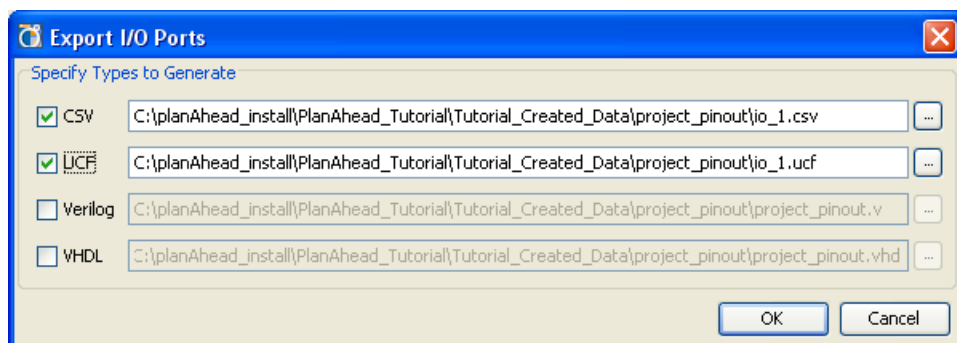 Export I/O Ports
Specify Types to Generate
CSV C:\planAhead_install\PlanAhead_Tutorial\Tutorial_Created_Data\project_pinout\io_1.csv ...
UCF C:\planAhead_install\PlanAhead_Tutorial\Tutorial_Created_Data\project_pinout\io_1.ucf ...
Verilog C:\planAhead_install\PlanAhead_Tutorial\Tutorial_Created_Data\project_pinout\project_pinout.v ...
VHDL C:\planAhead_install\PlanAhead_Tutorial\Tutorial_Created_Data\project_pinout\project_pinout.vhd ...
OK Cancel